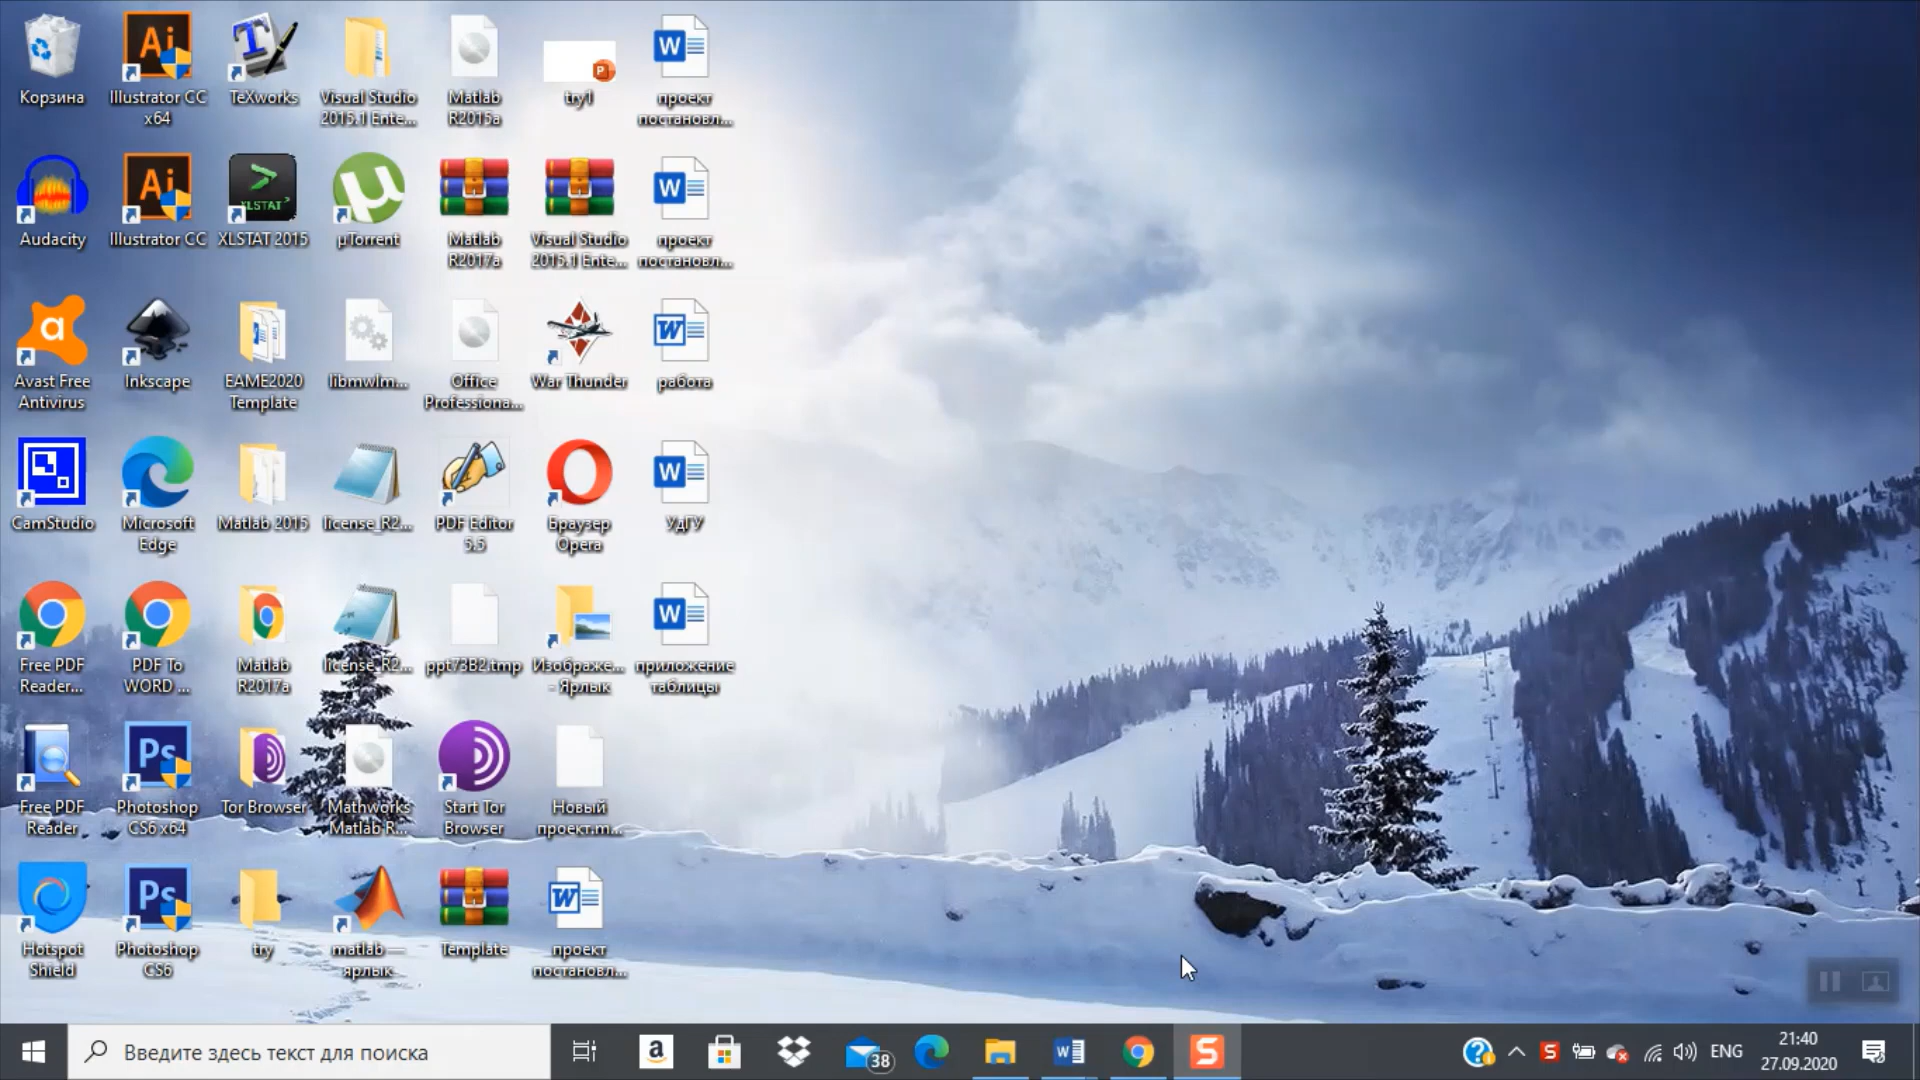 Корзина
Illustrator CC
x64
TeXworks
Visual Studio
2015.1 Ente...
Matlab
R2015a
try1
проект
постановл...
Audacity
Illustrator CC
XLSTAT 2015
µTorrent
Matlab
R2017a
Visual Studio
2015.1 Ente...
проект
постановл...
Avast Free
Antivirus
Inkscape
EAME2020
Template
libmwlm...
Office
Professiona...
War Thunder
работа
CamStudio
Microsoft
Edge
Matlab 2015
license_R2...
PDF Editor
5.5
Браузер
Opera
УдГУ
Free PDF
Reader...
PDF To
WORD ...
Matlab
R2017a
license_R2...
ppt73B2.tmp
Изображе...
- Ярлык
приложение
таблицы
Free PDF
Reader
Photoshop
CS6 x64
Tor Browser
Mathworks
Matlab R...
Start Tor
Browser
Новый
проект.m...
Hotspot
Shield
Photoshop
CS6
try
matlab —
ярлык
Template
проект
постановл...
Введите здесь текст для поиска
38
ENG
21:40
27.09.2020